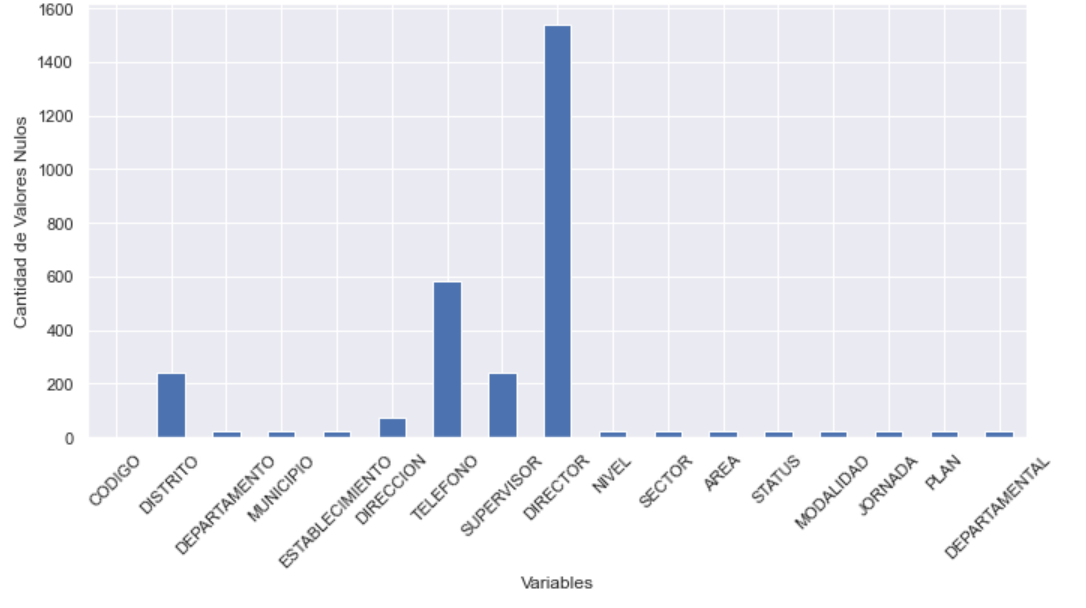 1600
1400
1200
1000
800
600
400
200
0
Cantidad de Valores Nulos
CODIGO
DISTRITO
DEPARTAMENTO
MUNICIPIO
ESTABLECIMIENTO
DIRECCION
TELEFONO
SUPERVISOR
DIRECTOR
NIVEL
SECTOR
AREA
STATUS
MODALIDAD
JORNADA
PLAN
DEPARTAMENTAL
Variables